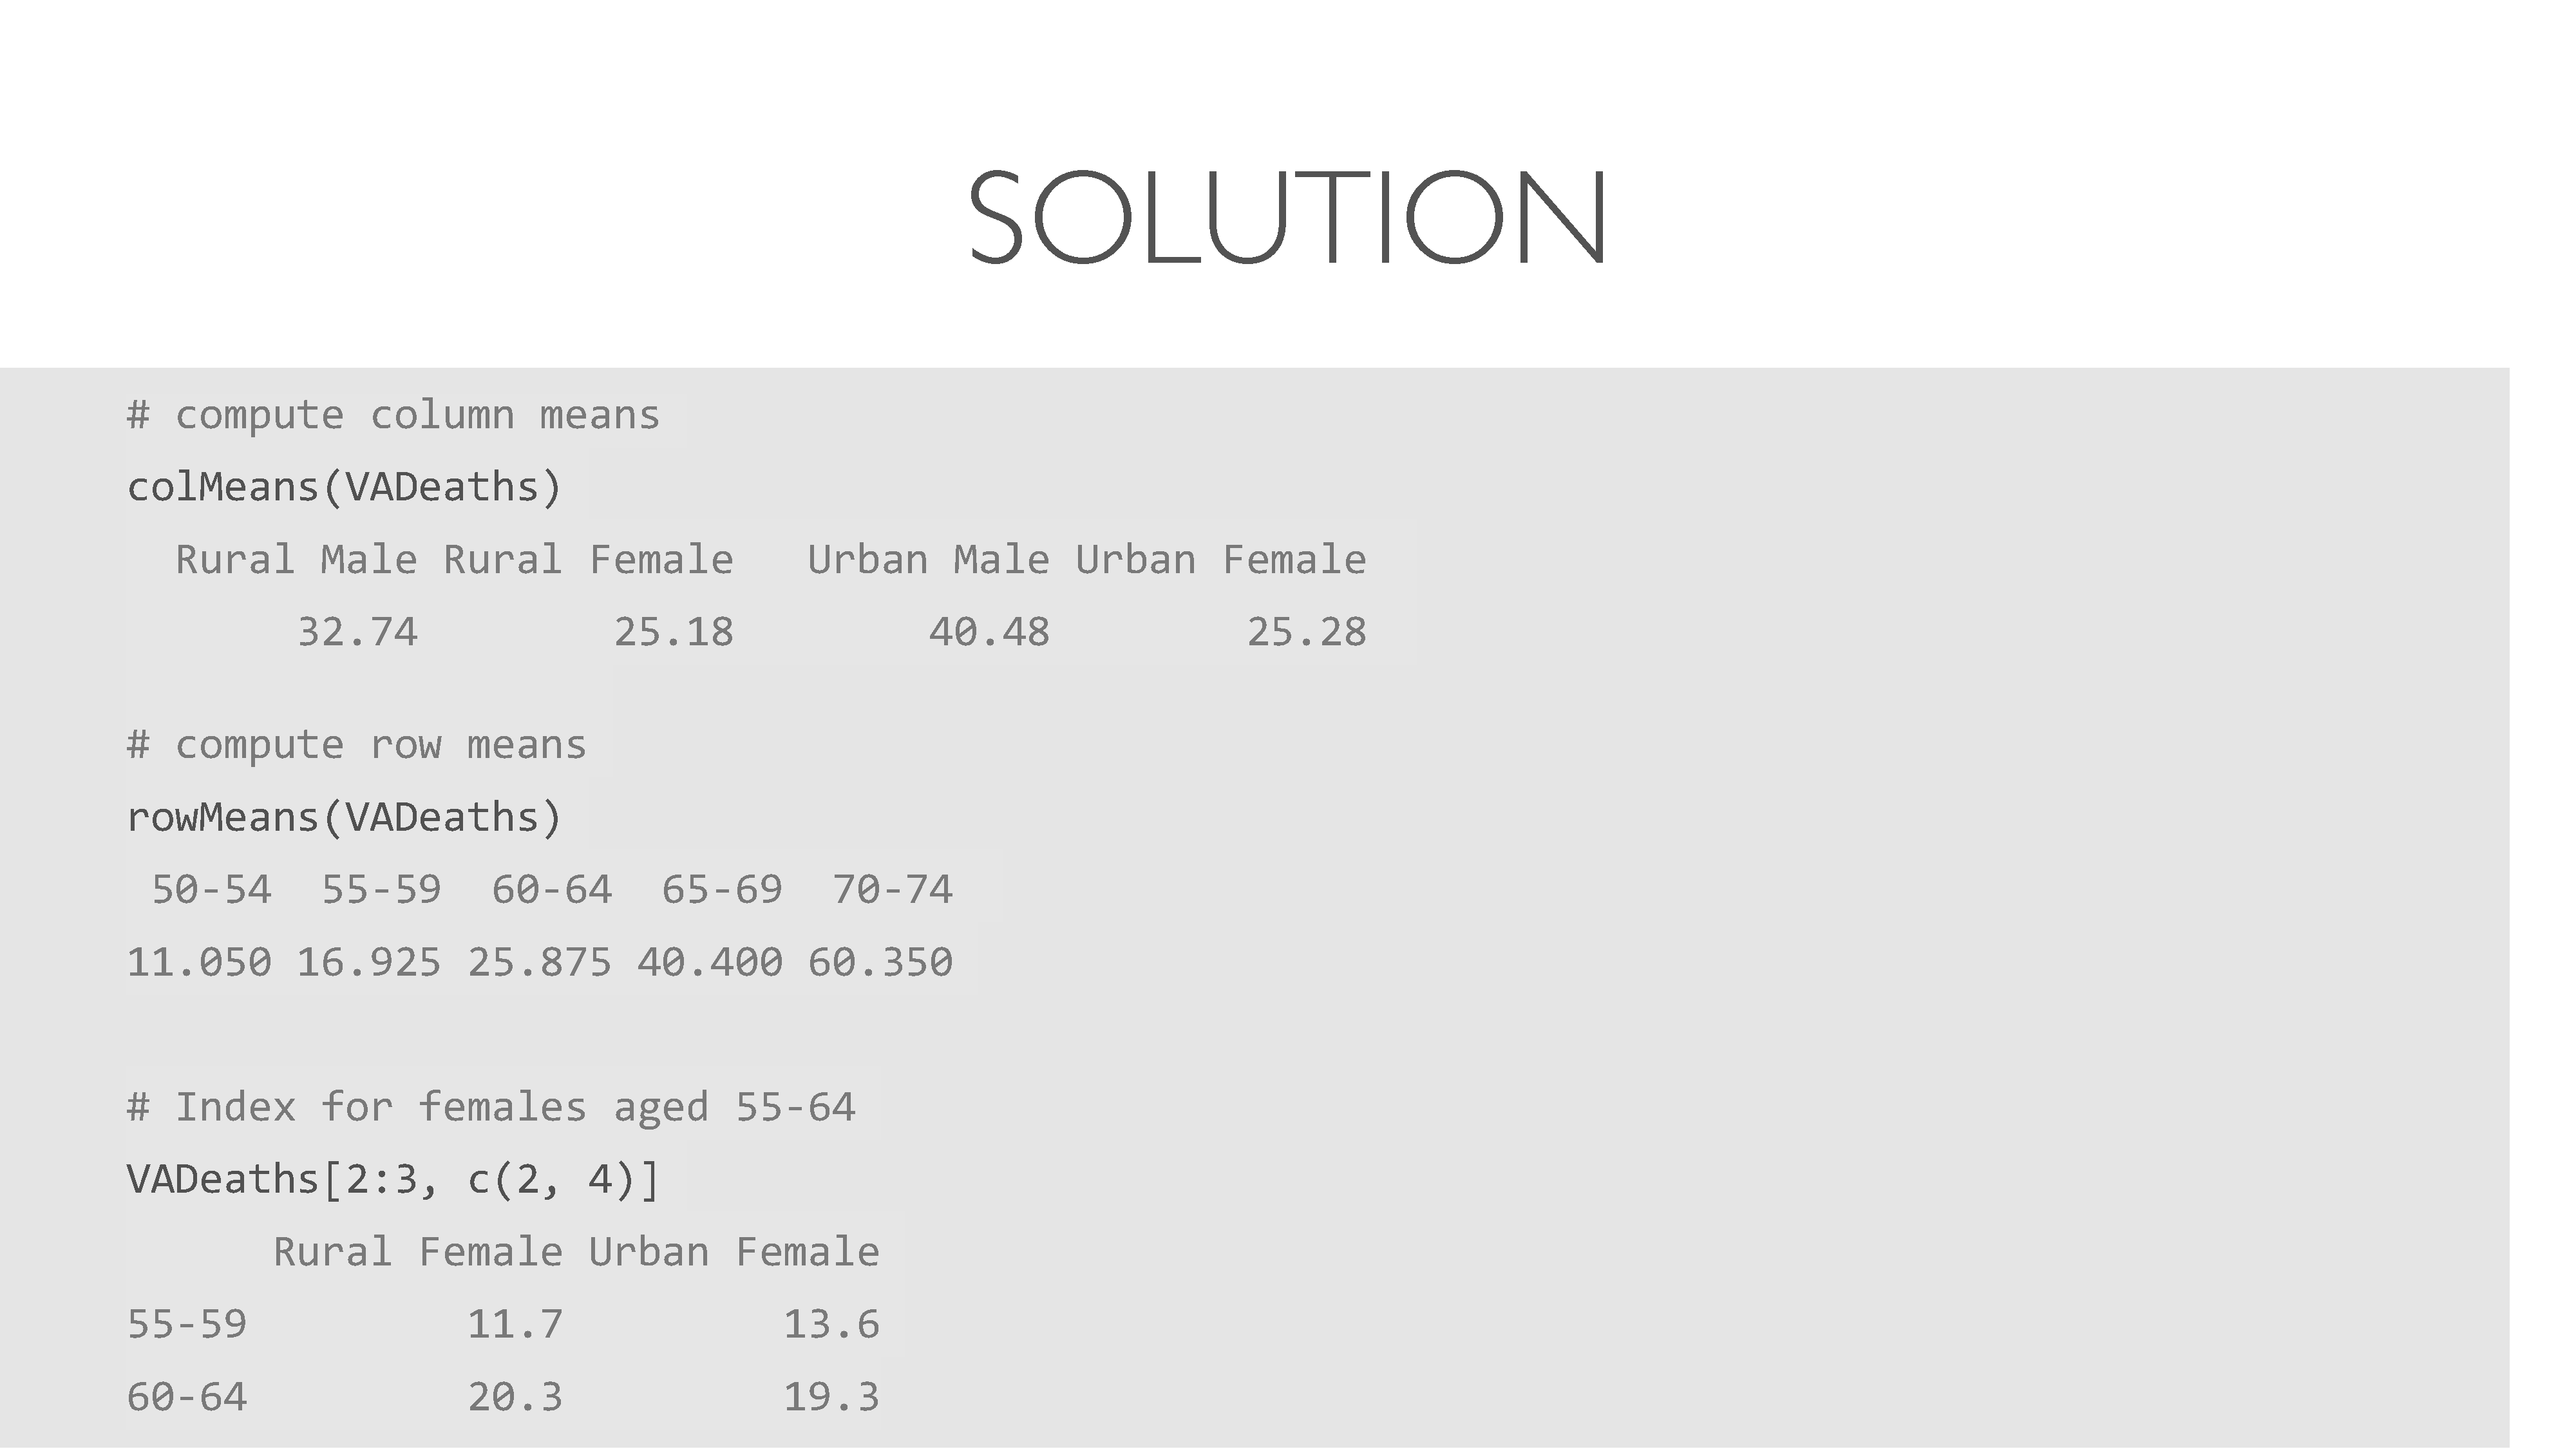 SOLUTION
# compute column means
colMeans(VADeaths)
  Rural Male Rural Female   Urban Male Urban Female
       32.74        25.18        40.48        25.28
# compute row means
rowMeans(VADeaths)
 50-54  55-59  60-64  65-69  70-74
11.050 16.925 25.875 40.400 60.350
# Index for females aged 55-64
VADeaths[2:3, c(2, 4)]
      Rural Female Urban Female
55-59         11.7         13.6
60-64         20.3         19.3